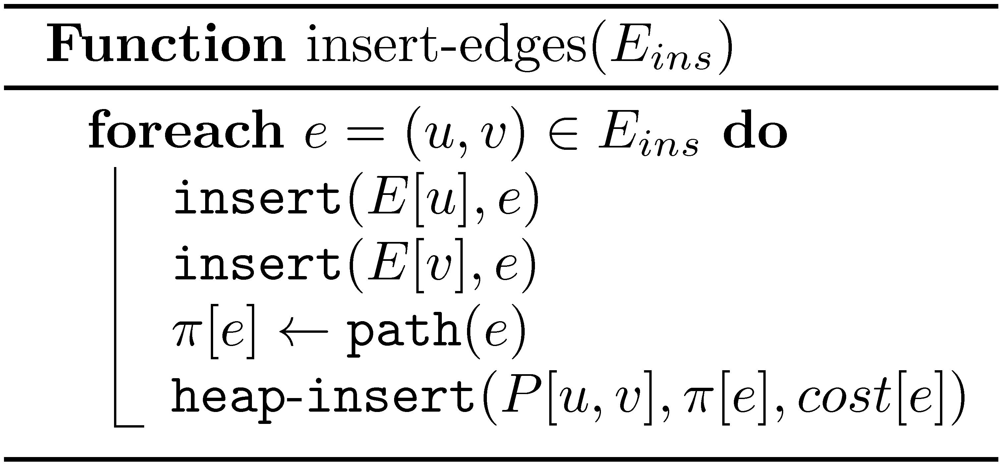 Function insert-edges(E_ins)
foreach e = (u, v) ∈ E_ins do
insert(E[u], e)
insert(E[v], e)
π[e] ← path(e)
heap-insert(P[u, v], π[e], cost[e])